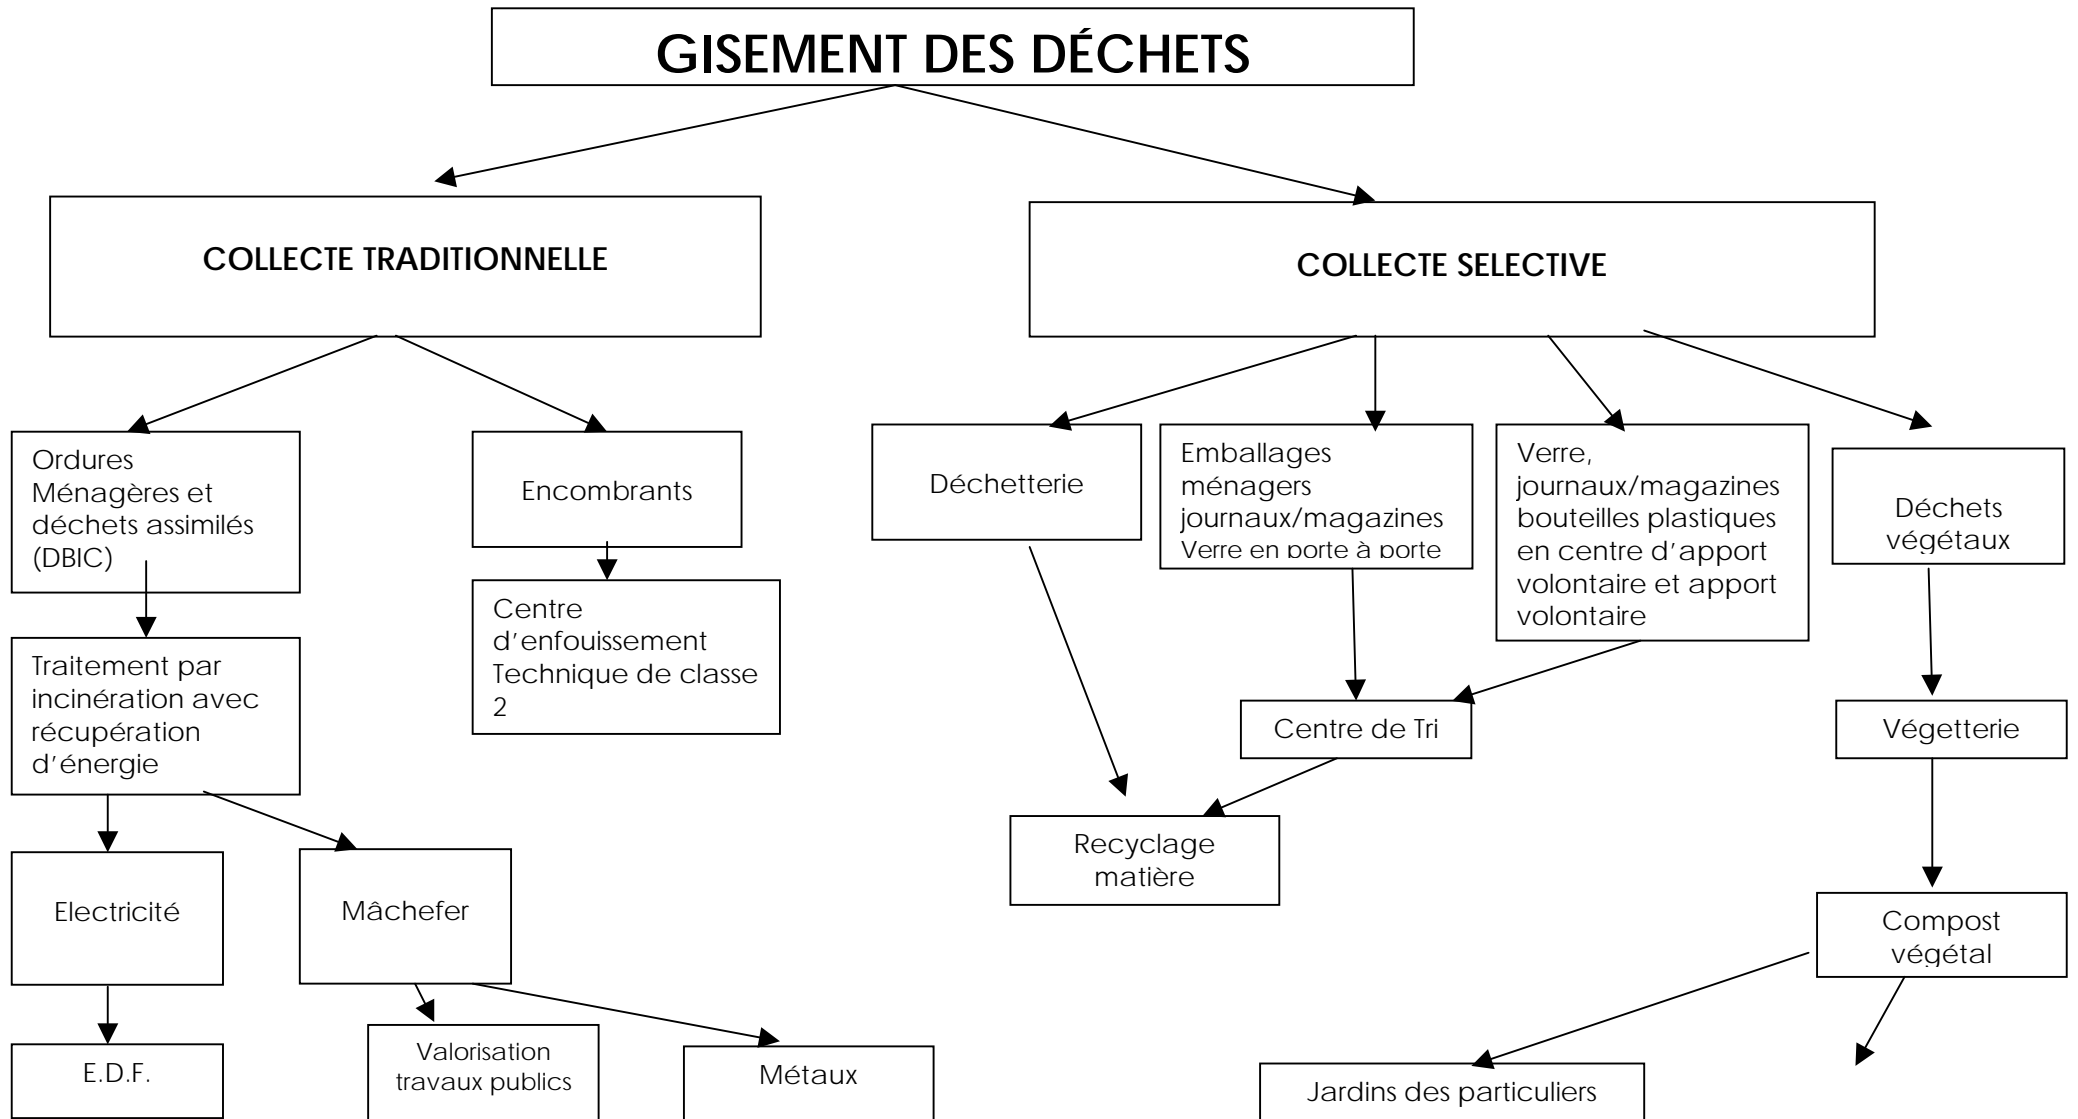 GISEMENT DES DÉCHETS
COLLECTE TRADITIONNELLE
COLLECTE SELECTIVE
Ordures
Ménagères et
déchets assimilés
(DBIC)
Encombrants
Déchetterie
Emballages
ménagers
journaux/magazines
Verre en porte à porte
Verre,
journaux/magazines
bouteilles plastiques
en centre d'apport
volontaire et apport
volontaire
Déchets
végétaux
Traitement par
incinération avec
récupération
d'énergie
Centre
d'enfouissement
Technique de classe
2
Centre de Tri
Végetterie
Recyclage
matière
Electricité
Mâchefer
Compost
végétal
E.D.F.
Valorisation
travaux publics
Métaux
Jardins des particuliers